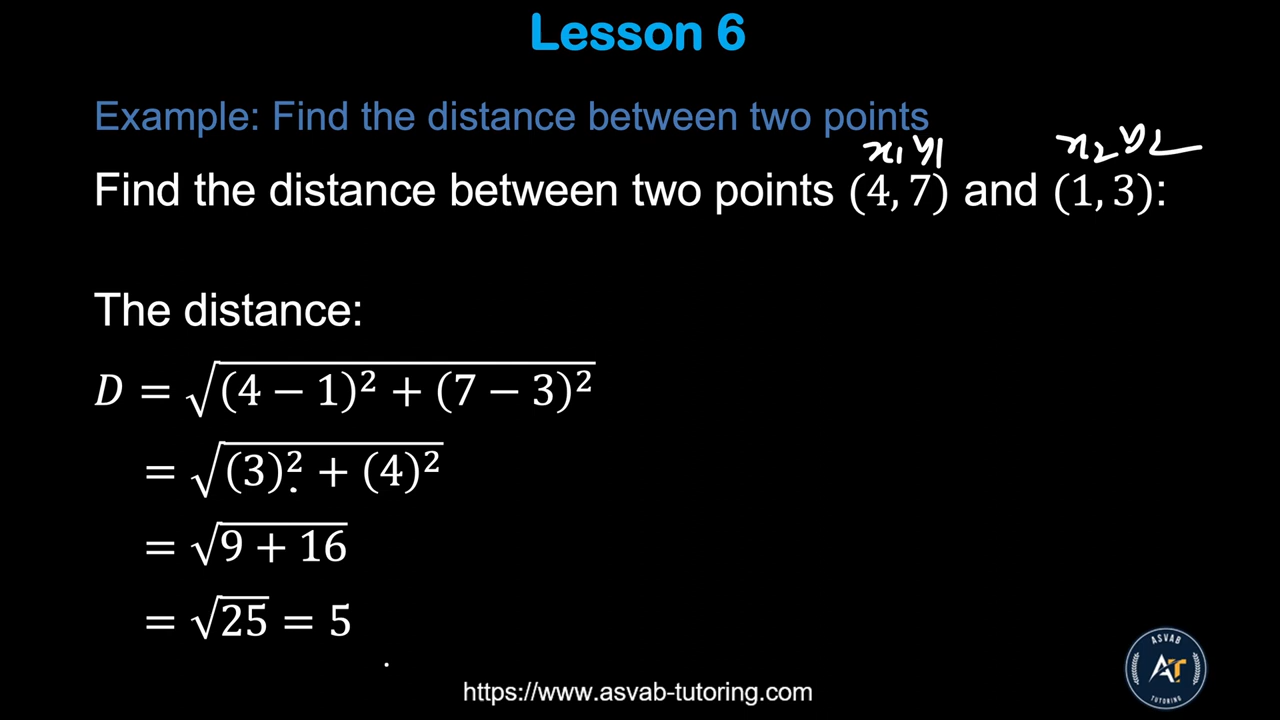 Lesson 6
Example: Find the distance between two points
x₁ y₁ x₂ y₂
Find the distance between two points (4, 7) and (1, 3):
The distance:
D = √((4 − 1)² + (7 − 3)²)
= √((3)² + (4)²)
= √(9 + 16)
= √25 = 5
https://www.asvab-tutoring.com
ASVAB
AT
TUTORING